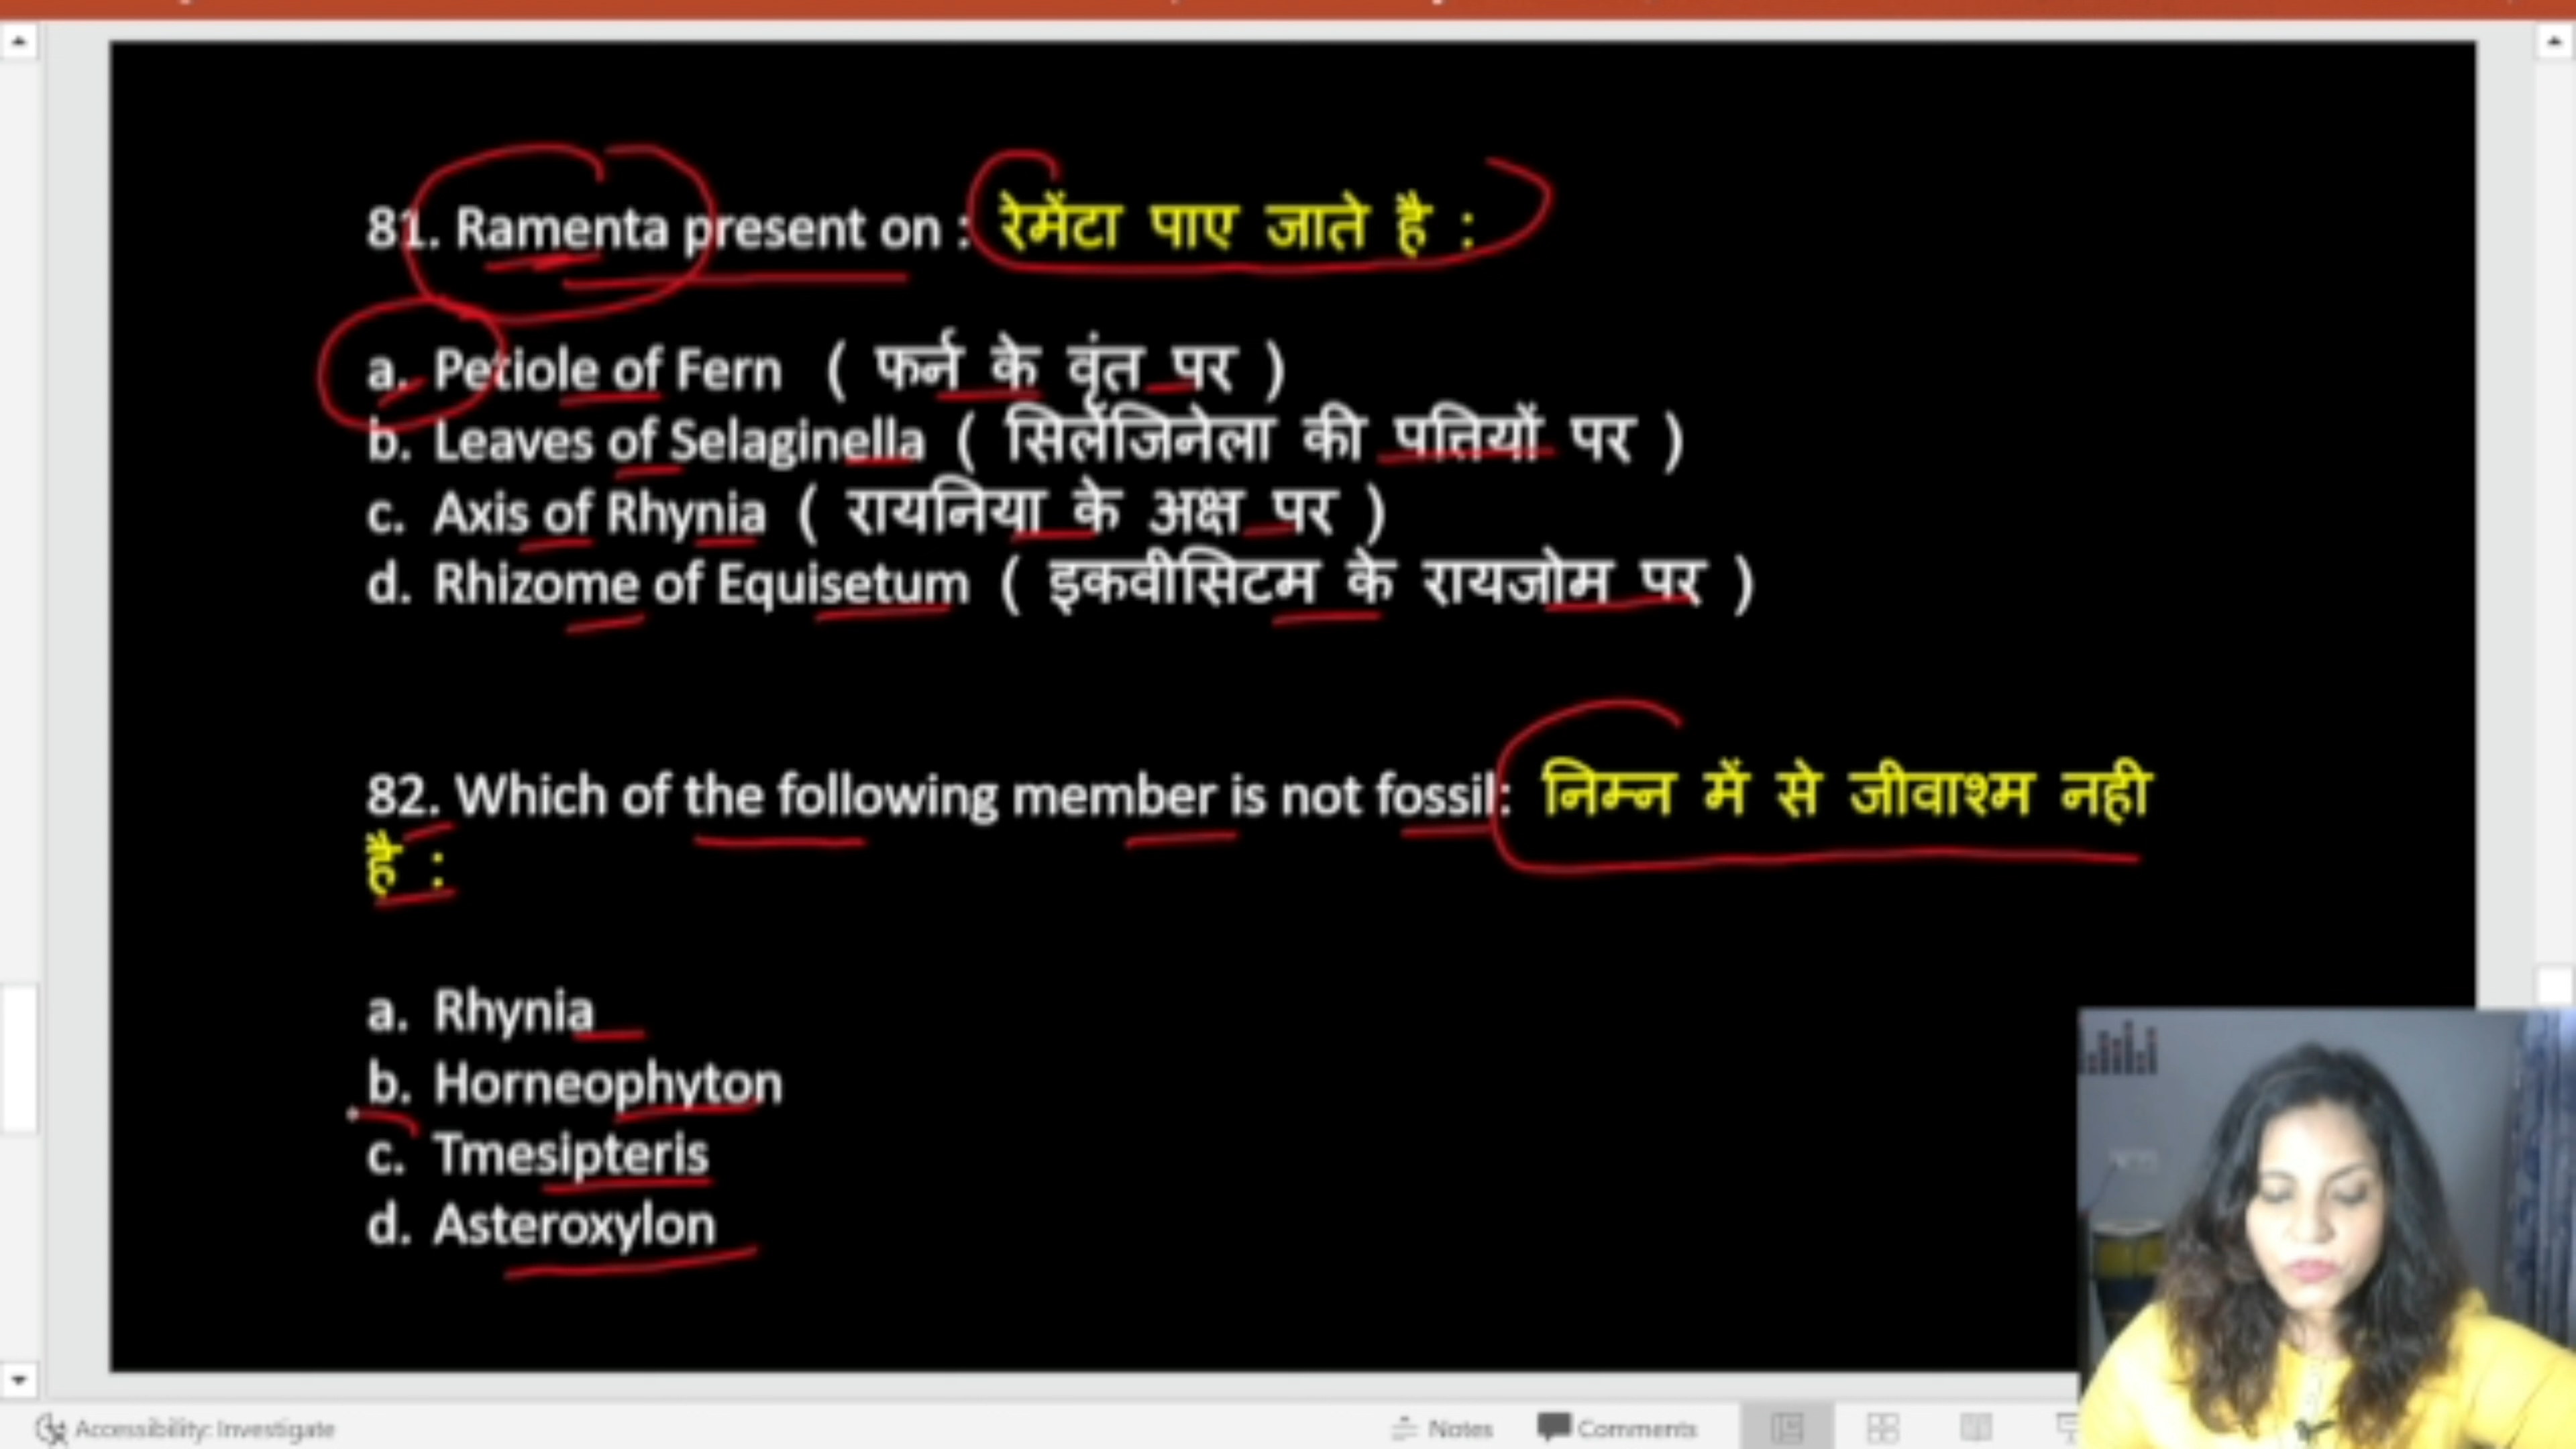 81. Ramenta present on : रेमेंटा पाए जाते है :
a. Petiole of Fern ( फर्न के वृंत पर )
b. Leaves of Selaginella ( सिलेजिनेला की पत्तियों पर )
c. Axis of Rhynia ( रायनिया के अक्ष पर )
d. Rhizome of Equisetum ( इकवीसिटम के रायजोम पर )
82. Which of the following member is not fossil: निम्न में से जीवाश्म नही
है :
a. Rhynia
b. Horneophyton
c. Tmesipteris
d. Asteroxylon
Accessibility: Investigate
Notes Comments